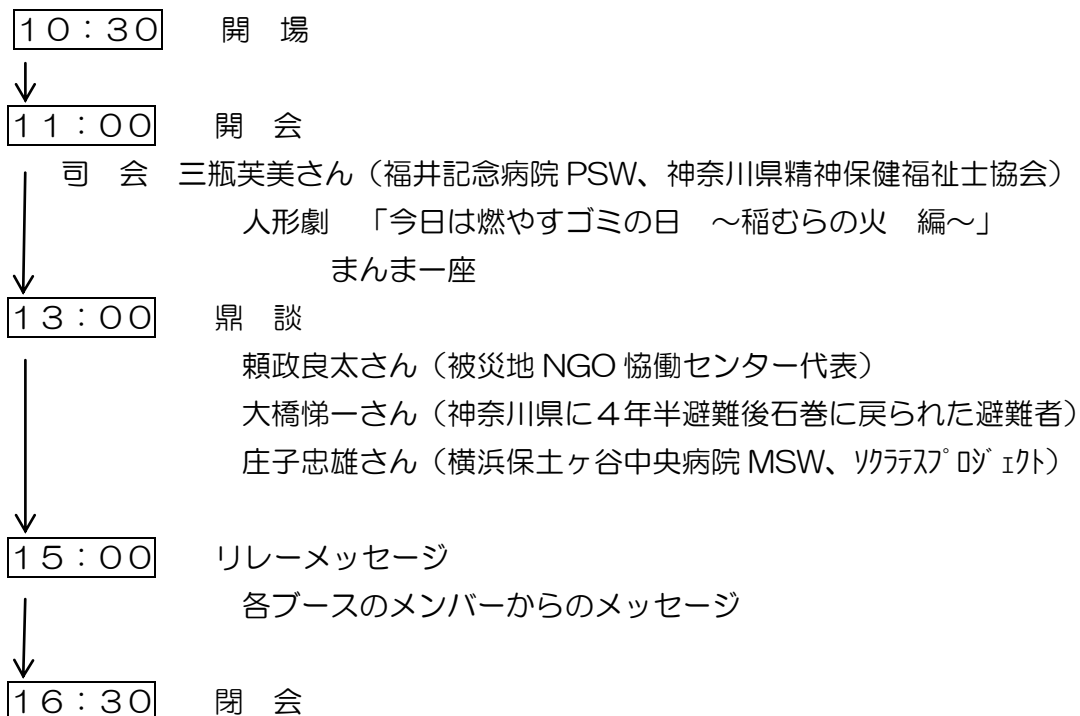 １０：３０　　開　場
１１：００　　開　会
司　会　三瓶芙美さん（福井記念病院 PSW、神奈川県精神保健福祉士協会）
人形劇　「今日は燃やすゴミの日　～稲むらの火　編～」
まんまー座
１３：００　　鼎　談
頼政良太さん（被災地 NGO 恊働センター代表）
大橋悌一さん（神奈川県に４年半避難後石巻に戻られた避難者）
庄子忠雄さん（横浜保土ヶ谷中央病院 MSW、ｿｸﾗﾃｽﾌﾟﾛｼﾞｪｸﾄ）
１５：００　　リレーメッセージ
各ブースのメンバーからのメッセージ
１６：３０　　閉　会